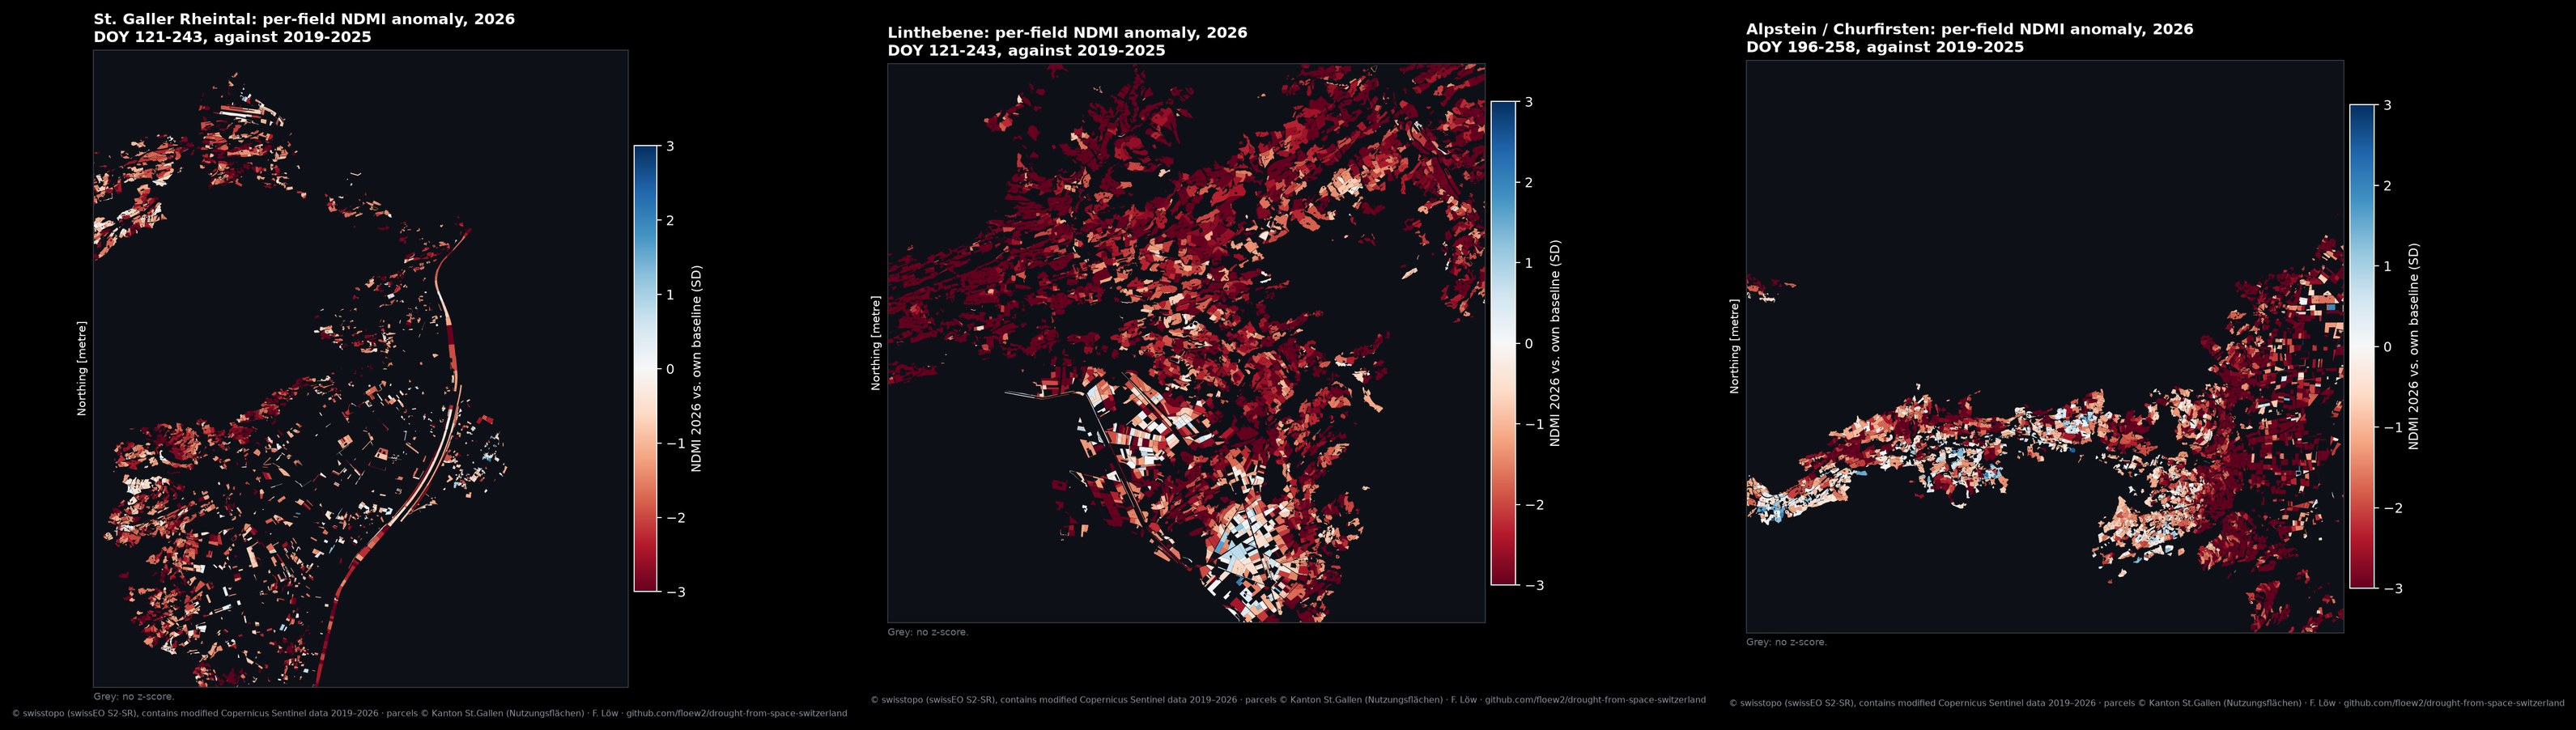 St. Galler Rheintal: per-field NDMI anomaly, 2026
DOY 121-243, against 2019-2025
Northing [metre]
3
2
1
0
−1
−2
−3
NDMI 2026 vs. own baseline (SD)
Grey: no z-score.
© swisstopo (swissEO S2-SR), contains modified Copernicus Sentinel data 2019–2026 · parcels © Kanton St.Gallen (Nutzungsflächen) · F. Löw · github.com/floew2/drought-from-space-switzerland
Linthebene: per-field NDMI anomaly, 2026
DOY 121-243, against 2019-2025
Northing [metre]
3
2
1
0
−1
−2
−3
NDMI 2026 vs. own baseline (SD)
Grey: no z-score.
© swisstopo (swissEO S2-SR), contains modified Copernicus Sentinel data 2019–2026 · parcels © Kanton St.Gallen (Nutzungsflächen) · F. Löw · github.com/floew2/drought-from-space-switzerland
Alpstein / Churfirsten: per-field NDMI anomaly, 2026
DOY 196-258, against 2019-2025
Northing [metre]
3
2
1
0
−1
−2
−3
NDMI 2026 vs. own baseline (SD)
Grey: no z-score.
© swisstopo (swissEO S2-SR), contains modified Copernicus Sentinel data 2019–2026 · parcels © Kanton St.Gallen (Nutzungsflächen) · F. Löw · github.com/floew2/drought-from-space-switzerland